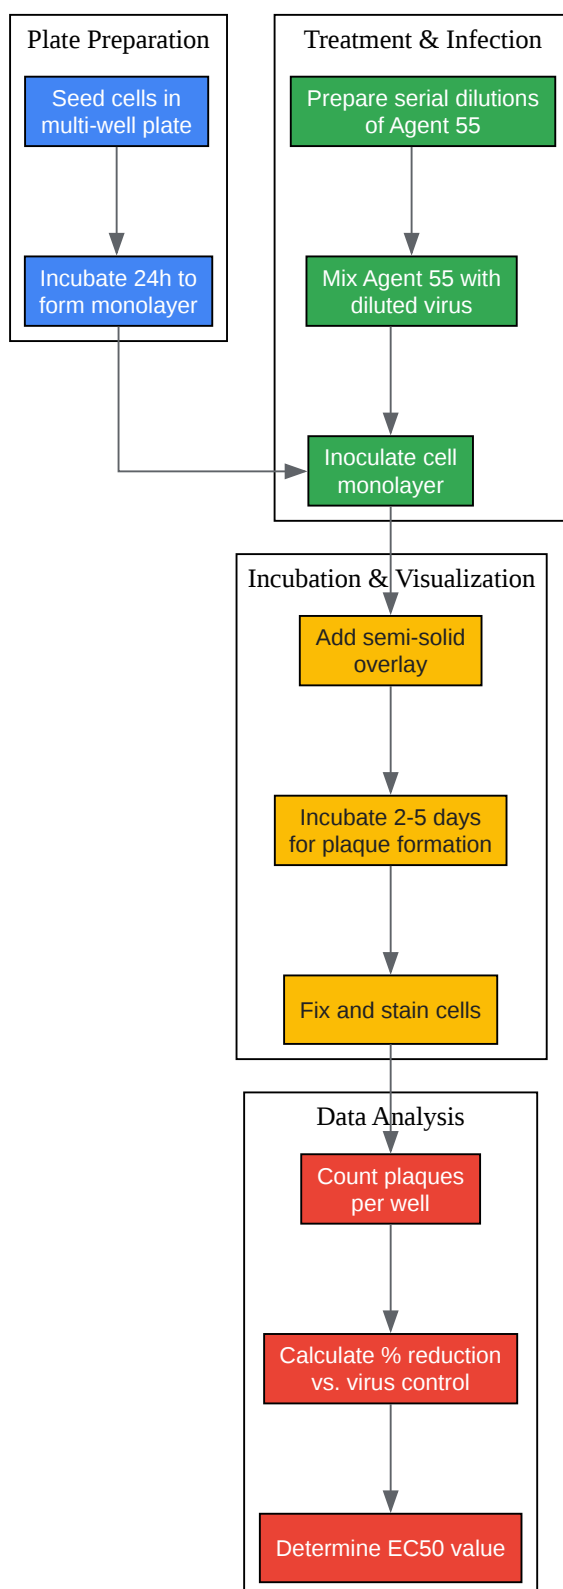 Plate Preparation
Seed cells in
multi-well plate
Incubate 24h to
form monolayer
Treatment & Infection
Prepare serial dilutions
of Agent 55
Mix Agent 55 with
diluted virus
Inoculate cell
monolayer
Incubation & Visualization
Add semi-solid
overlay
Incubate 2-5 days
for plaque formation
Fix and stain cells
Data Analysis
Count plaques
per well
Calculate % reduction
vs. virus control
Determine EC50 value